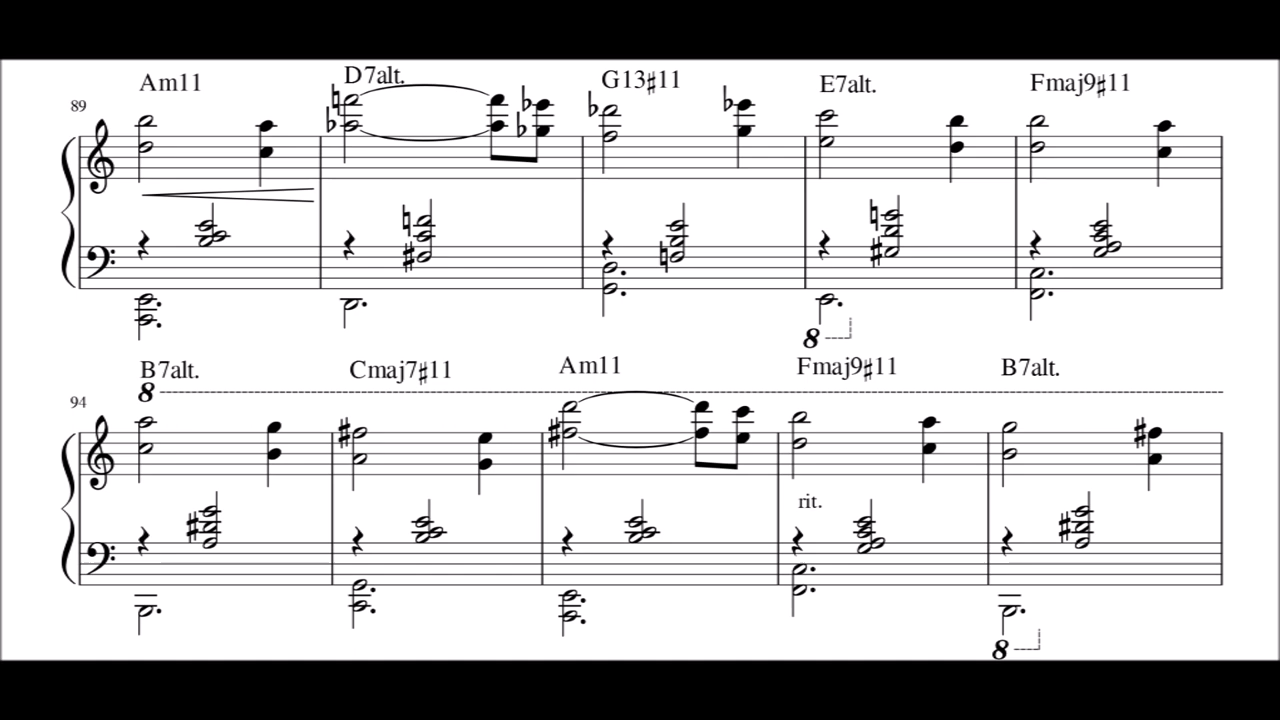 Am11 D7alt. G13♯11 E7alt. Fmaj9♯11
89
8
B7alt. Cmaj7♯11 Am11 Fmaj9♯11 B7alt.
8
94
rit.
8